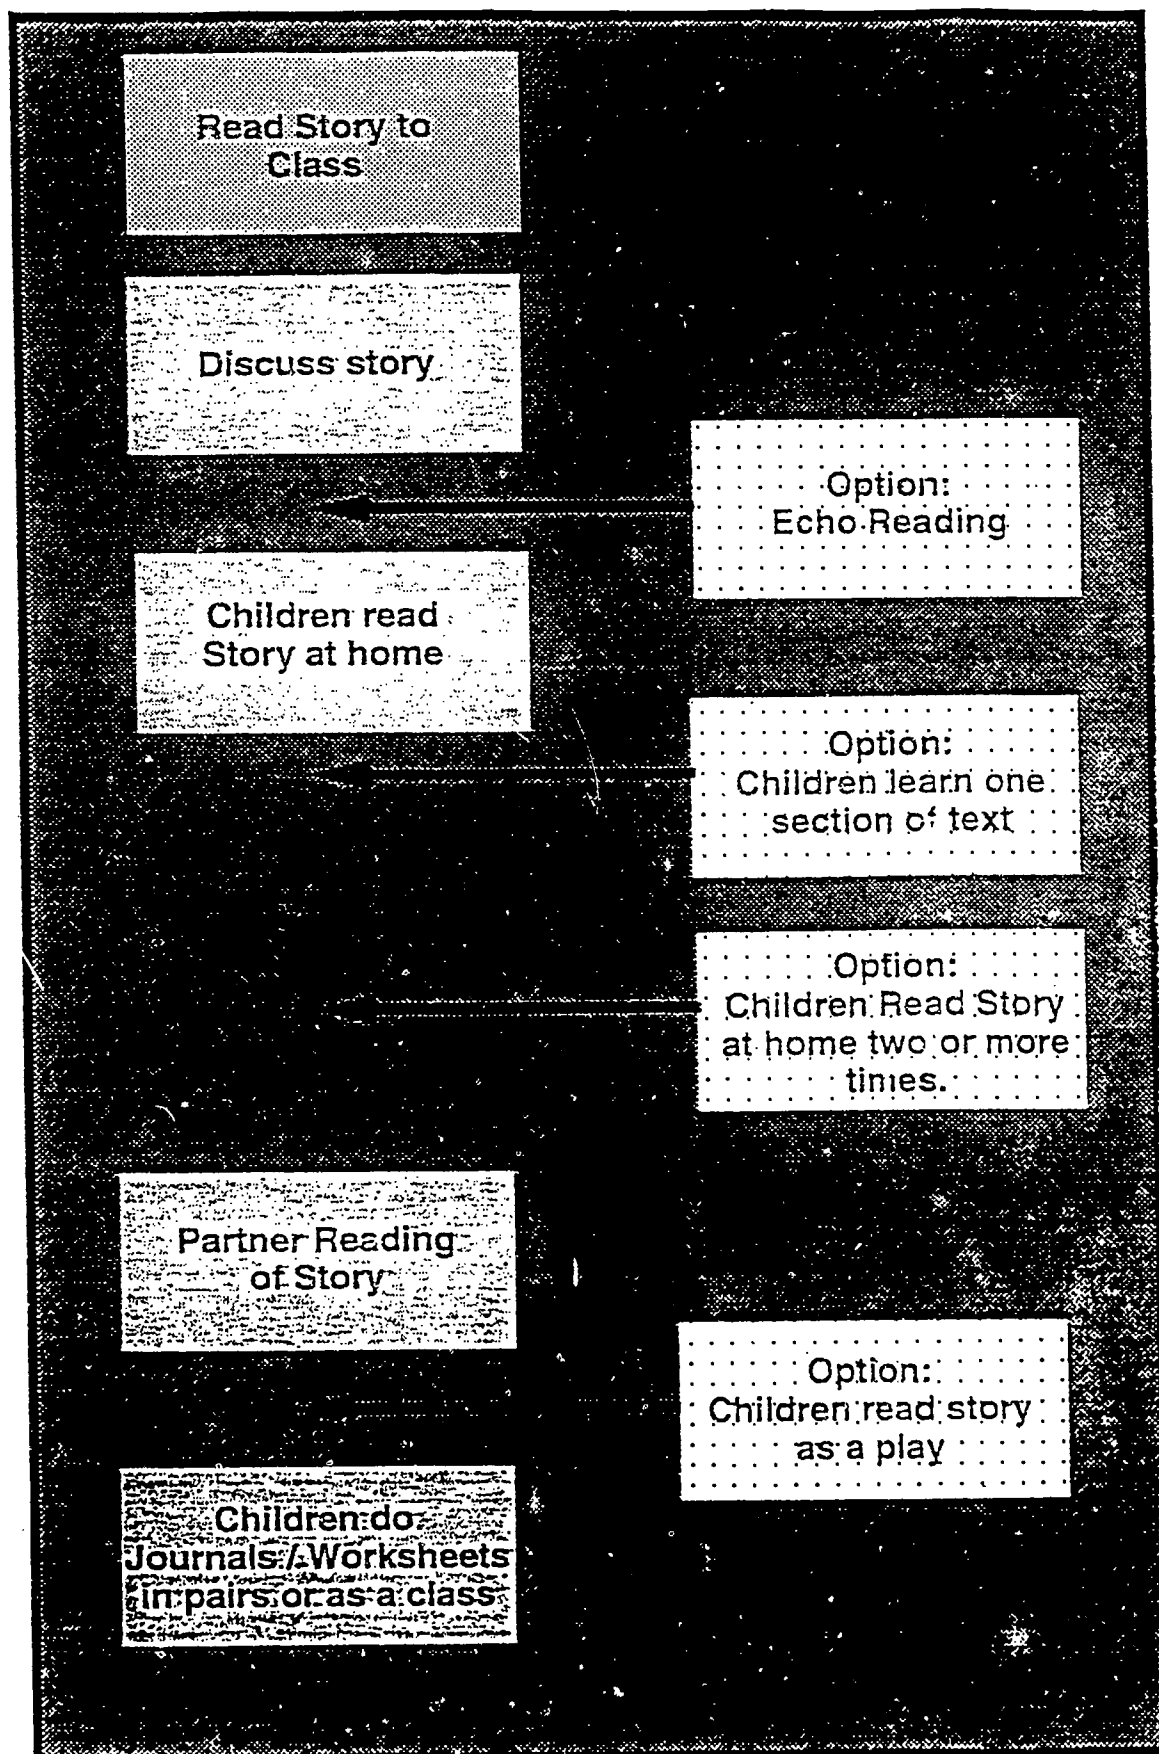 Read Story to
Class
Discuss story
Option:
Echo Reading
Children read
Story at home
Option:
Children learn one
section of text
Option:
Children Read Story
at home two or more
times.
Partner Reading
of Story
Option:
Children read story
as a play
Children do
Journals / Worksheets
in pairs or as a class